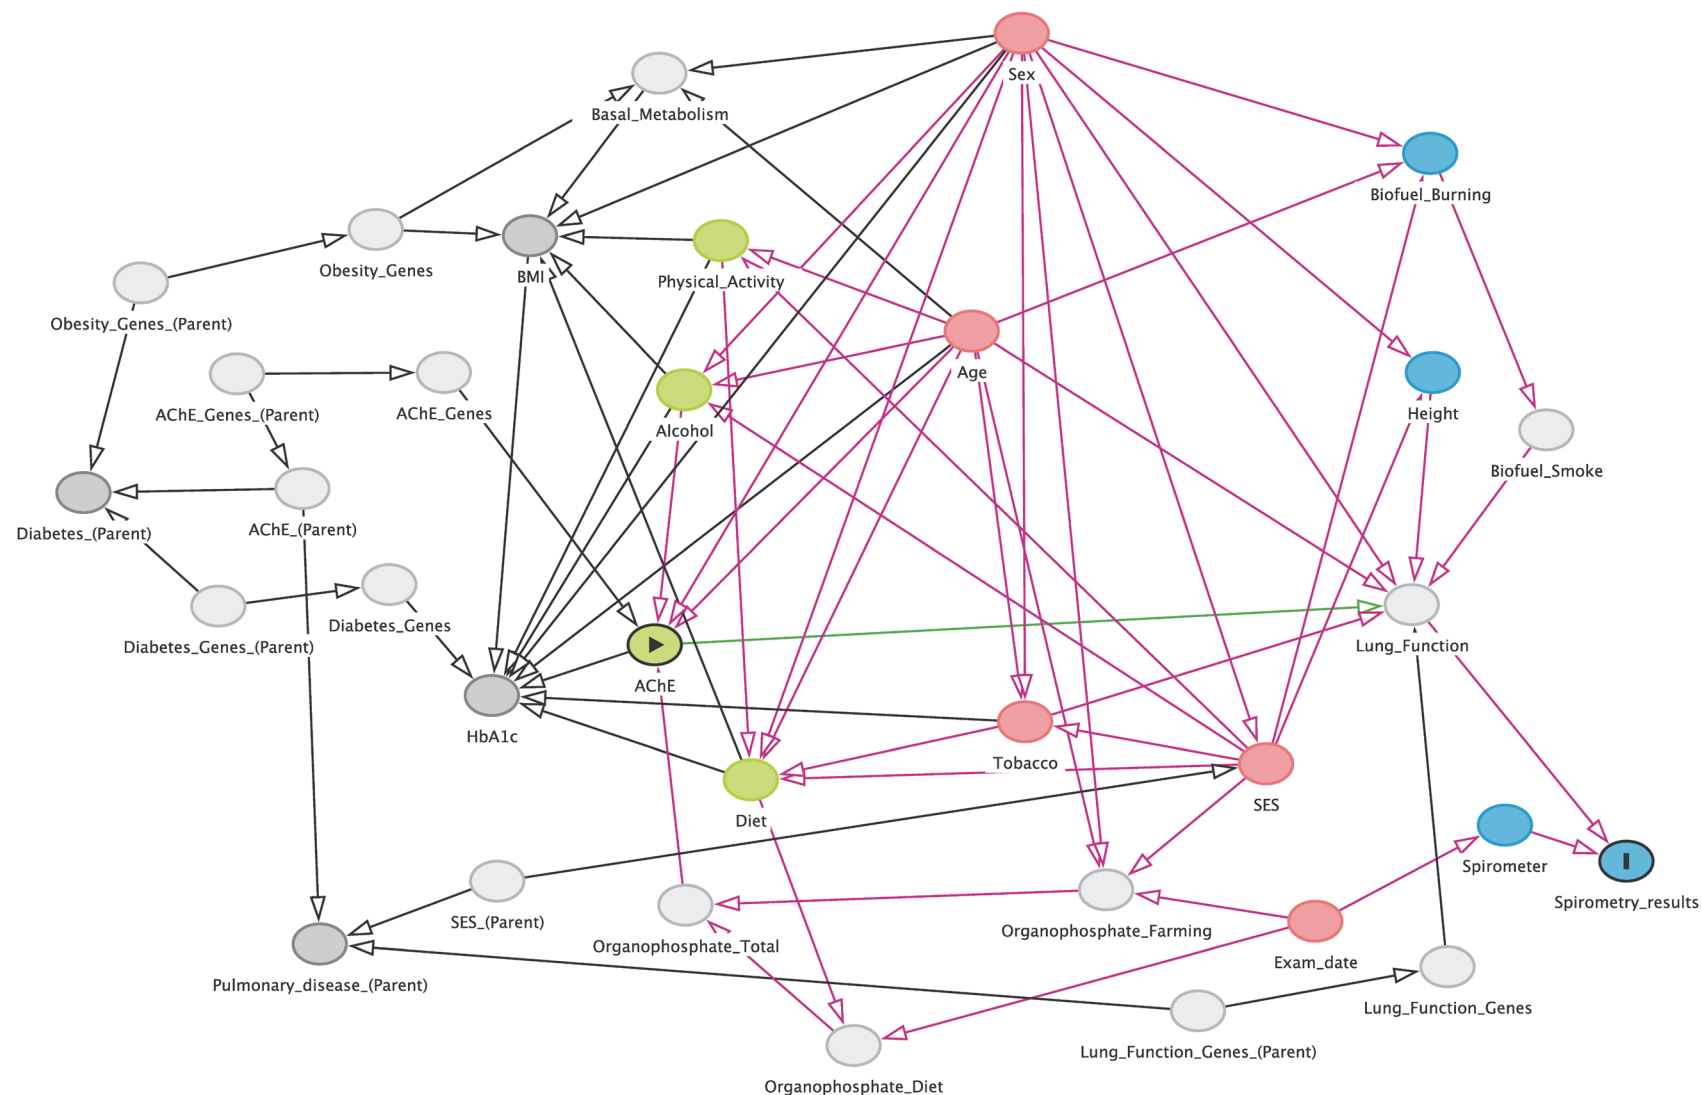 Sex
Basal_Metabolism
Biofuel_Burning
Obesity_Genes
BMI
Physical_Activity
Obesity_Genes_(Parent)
Age
AChE_Genes_(Parent)
AChE_Genes
Alcohol
Height
Biofuel_Smoke
Diabetes_(Parent)
AChE_(Parent)
Diabetes_Genes_(Parent)
Diabetes_Genes
Lung_Function
AChE
HbA1c
Tobacco
SES
Diet
Spirometer
Spirometry_results
SES_(Parent)
Organophosphate_Total
Organophosphate_Farming
Exam_date
Pulmonary_disease_(Parent)
Lung_Function_Genes
Lung_Function_Genes_(Parent)
Organophosphate_Diet